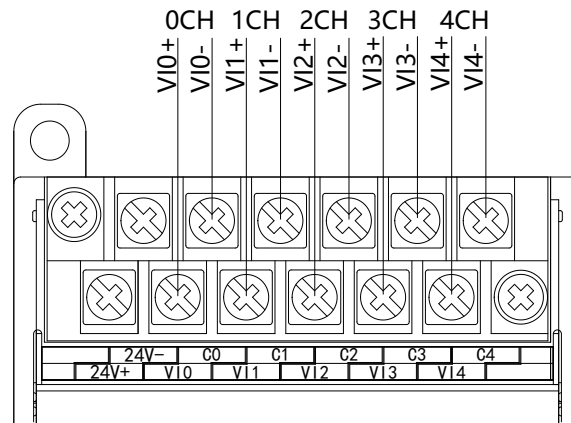 0CH 1CH 2CH 3CH 4CH
VI0+ VI0- VI1+ VI1- VI2+ VI2- VI3+ VI3- VI4+ VI4-
24V- C0 C1 C2 C3 C4
24V+ VI0 VI1 VI2 VI3 VI4